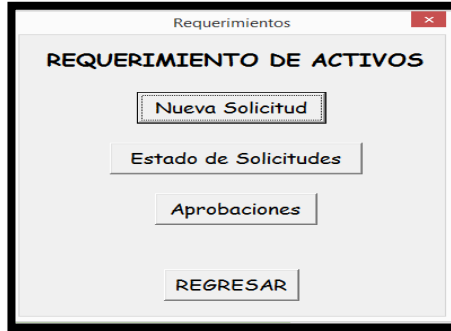 Requerimientos
REQUERIMIENTO DE ACTIVOS
Nueva Solicitud
Estado de Solicitudes
Aprobaciones
REGRESAR